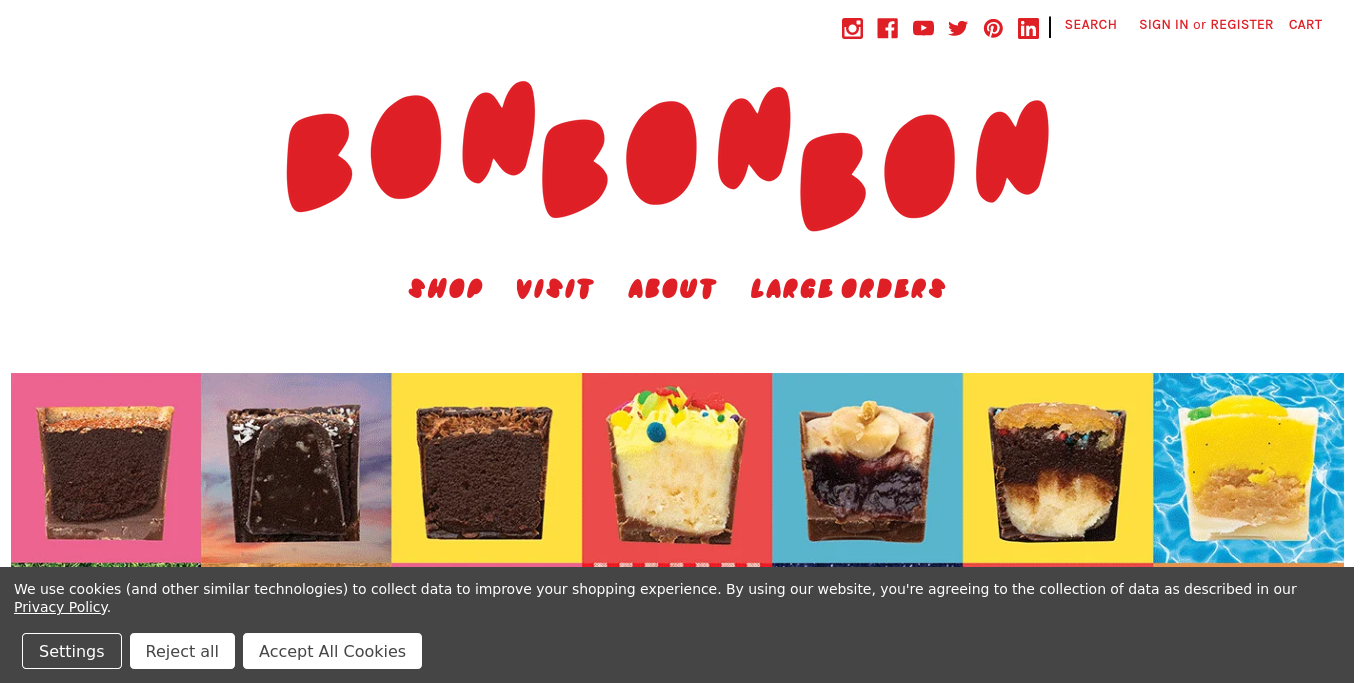 SEARCH SIGN IN or REGISTER CART
BONBONBON
SHOP VISIT ABOUT LARGE ORDERS
We use cookies (and other similar technologies) to collect data to improve your shopping experience. By using our website, you're agreeing to the collection of data as described in our
Privacy Policy.
Settings Reject all Accept All Cookies